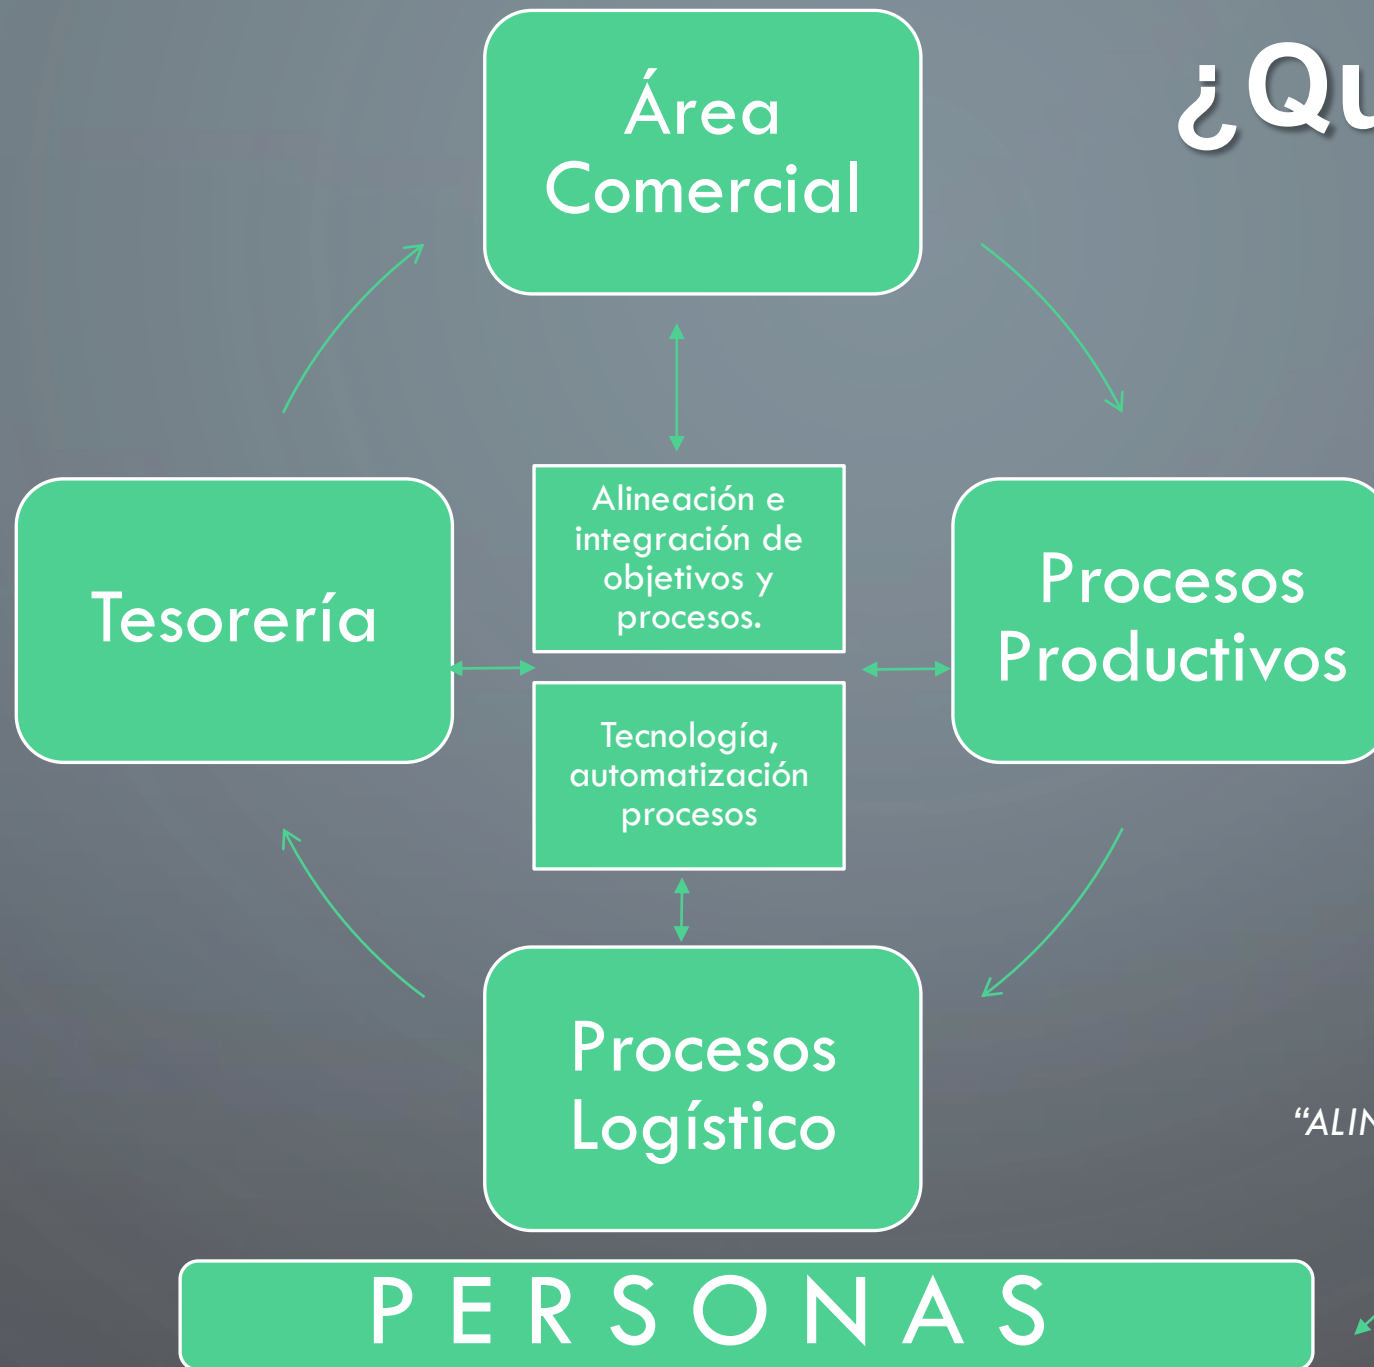 ¿Qu
Área
Comercial
Alineación e
integración de
objetivos y
procesos.
Tesorería
Procesos
Productivos
Tecnología,
automatización
procesos
Procesos
Logístico
“ALIN
P E R S O N A S